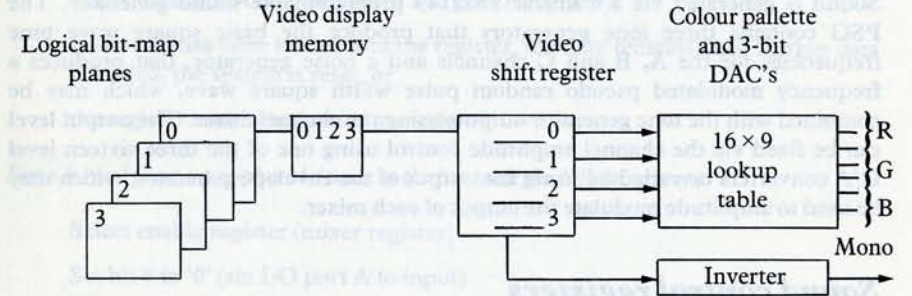 Logical bit-map
planes
Video display
memory
Video
shift register
Colour pallette
and 3-bit
DAC's
0
1
2
3
0 1 2 3
0
1
2
3
16 × 9
lookup
table
R
G
B
Mono
Inverter